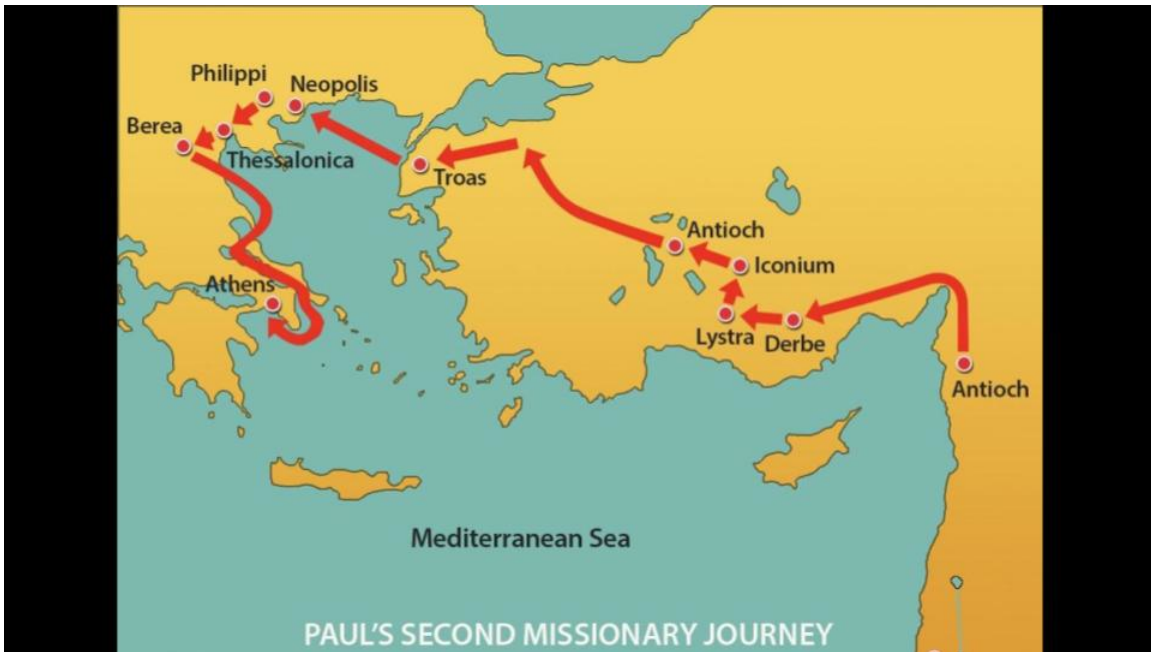 Philippi
Neopolis
Berea
Thessalonica
Troas
Antioch
Iconium
Athens
Lystra
Derbe
Antioch
Mediterranean Sea
PAUL'S SECOND MISSIONARY JOURNEY